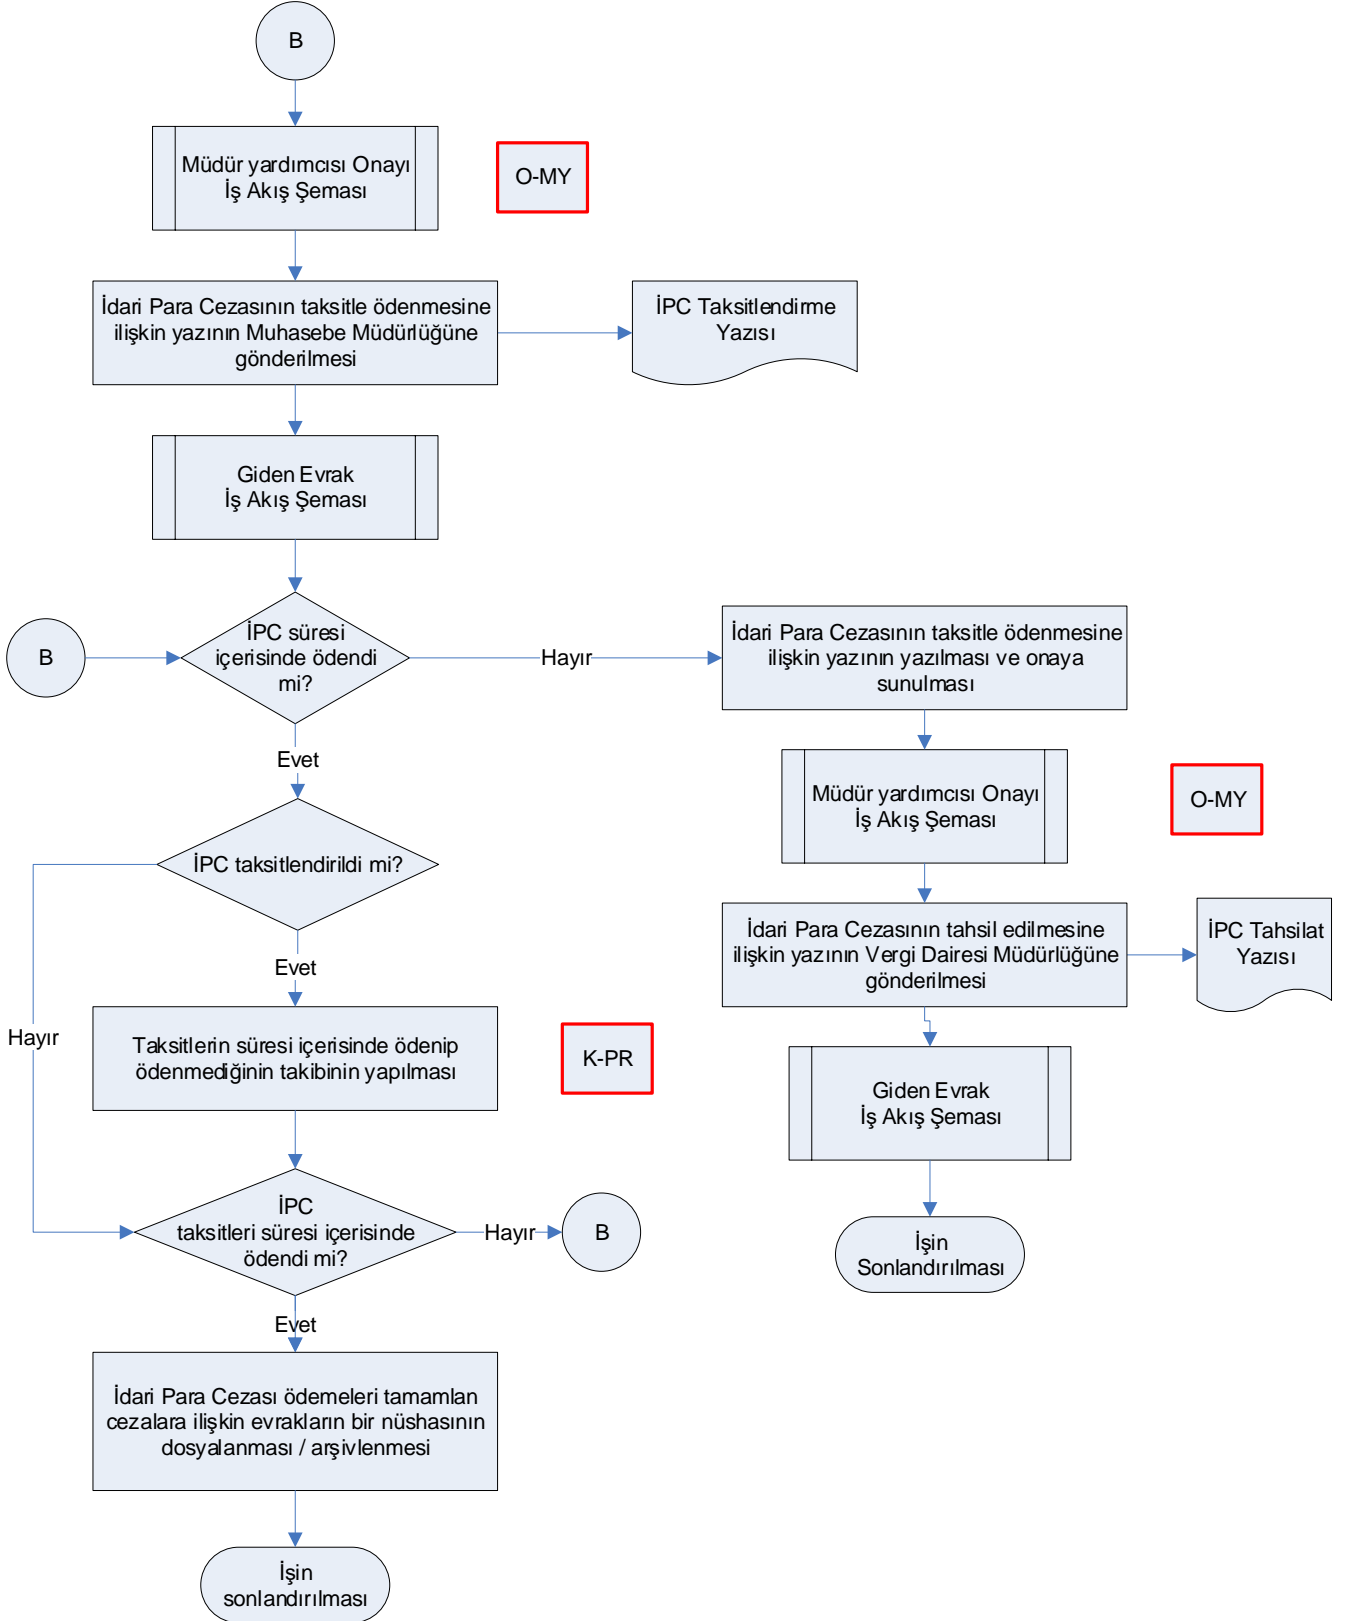 B
Müdür yardımcısı Onayı
İş Akış Şeması
O-MY
İdari Para Cezasının taksitle ödenmesine
ilişkin yazının Muhasebe Müdürlüğüne
gönderilmesi
İPC Taksitlendirme
Yazısı
Giden Evrak
İş Akış Şeması
B
İPC süresi
içerisinde ödendi
mi?
Hayır
İdari Para Cezasının taksitle ödenmesine
ilişkin yazının yazılması ve onaya
sunulması
Evet
Müdür yardımcısı Onayı
İş Akış Şeması
O-MY
İPC taksitlendirildi mi?
İdari Para Cezasının tahsil edilmesine
ilişkin yazının Vergi Dairesi Müdürlüğüne
gönderilmesi
İPC Tahsilat
Yazısı
Evet
Hayır
Taksitlerin süresi içerisinde ödenip
ödenmediğinin takibinin yapılması
K-PR
Giden Evrak
İş Akış Şeması
İPC
taksitleri süresi içerisinde
ödendi mi?
Hayır
B
İşin
Sonlandırılması
Evet
İdari Para Cezası ödemeleri tamamlan
cezalara ilişkin evrakların bir nüshasının
dosyalanması / arşivlenmesi
İşin
sonlandırılması